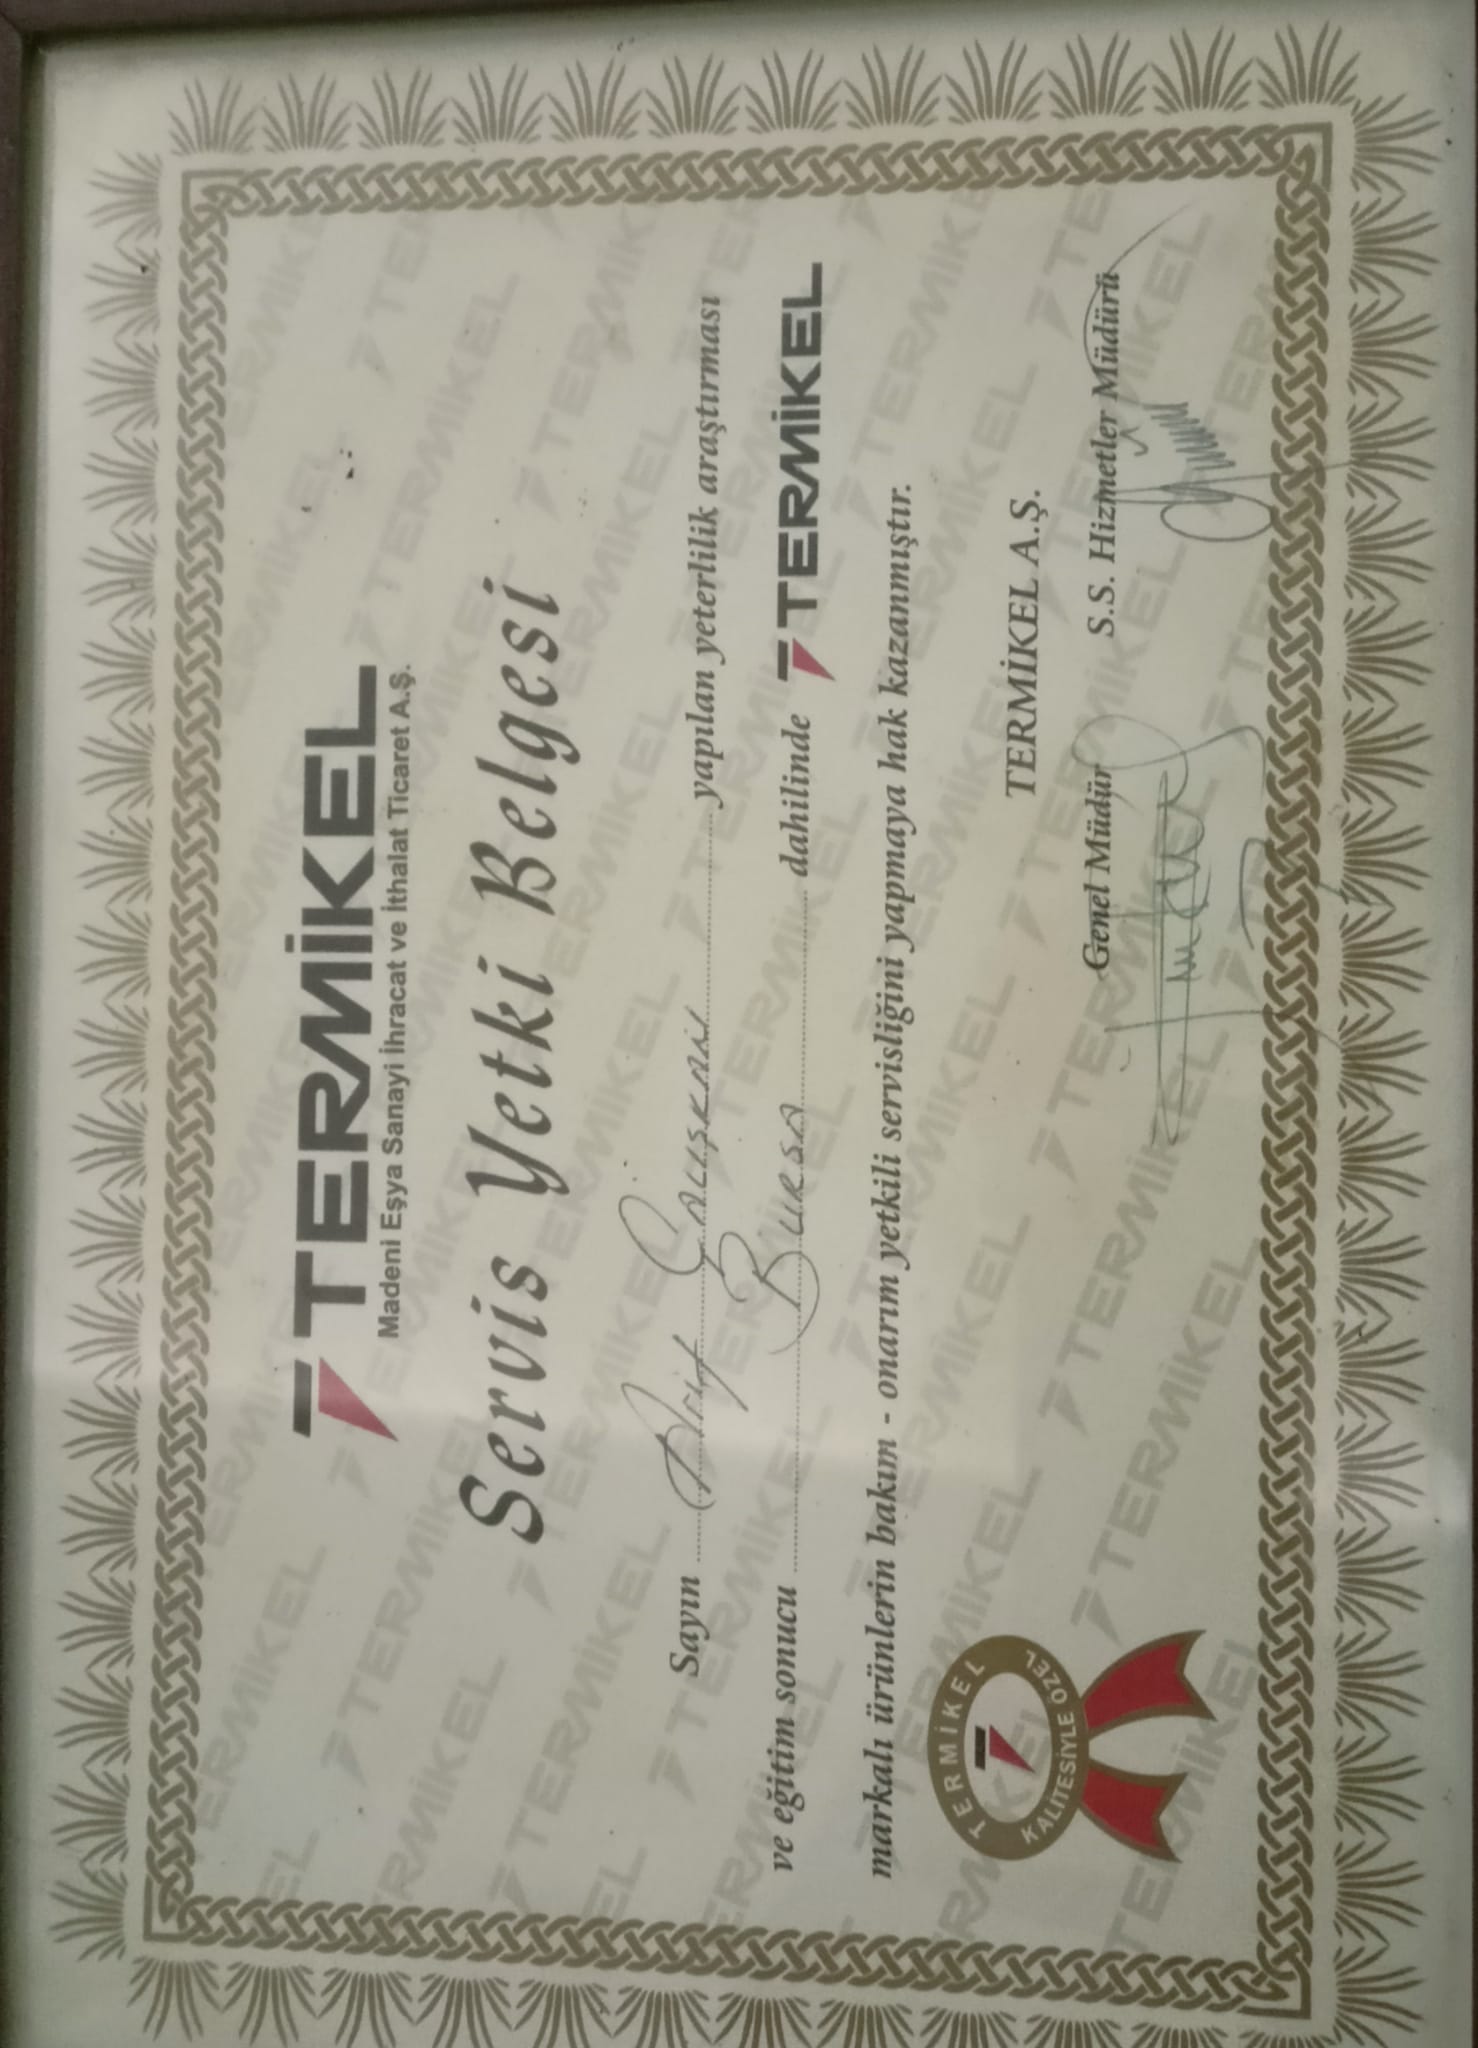 TERMİKEL
Madeni Eşya Sanayi İhracat ve İthalat Ticaret A.Ş.
Servis Yetki Belgesi
Sayın Arif Çalışkan yapılan yeterlilik araştırması
ve eğitim sonucu Bursa dahilinde TERMİKEL
markalı ürünlerin bakım - onarım yetkili servisliğini yapmaya hak kazanmıştır.
TERMİKEL A.Ş.
Genel Müdür S.S. Hizmetler Müdürü
TERMİKEL
KALİTESİYLE ÖZEL